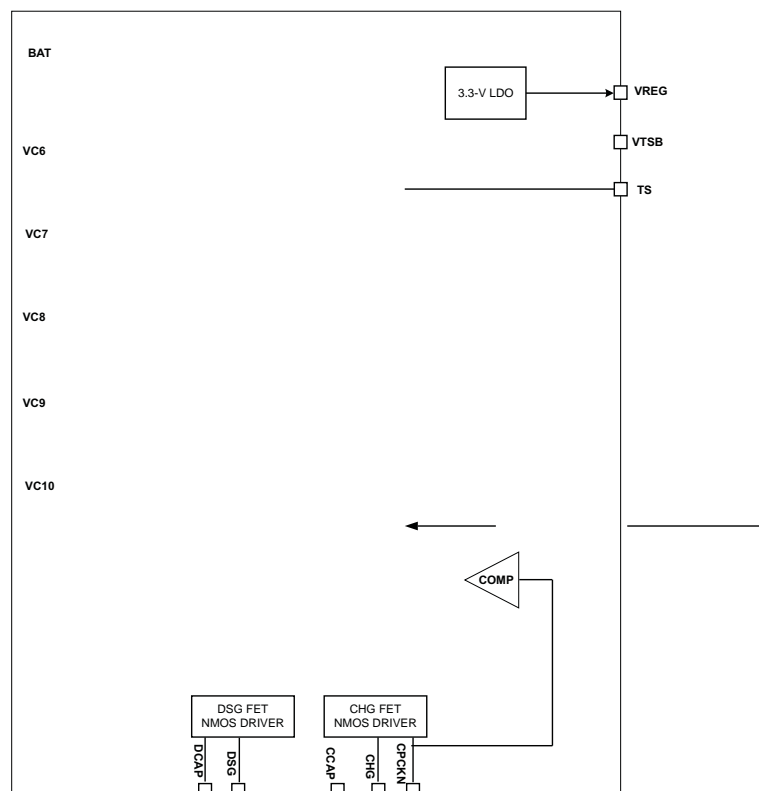 BAT
3.3-V LDO
VREG
VTSB
VC6
TS
VC7
VC8
VC9
VC10
COMP
DSG FET
NMOS DRIVER
CHG FET
NMOS DRIVER
DCAP
DSG
CCAP
CHG
CPCKN